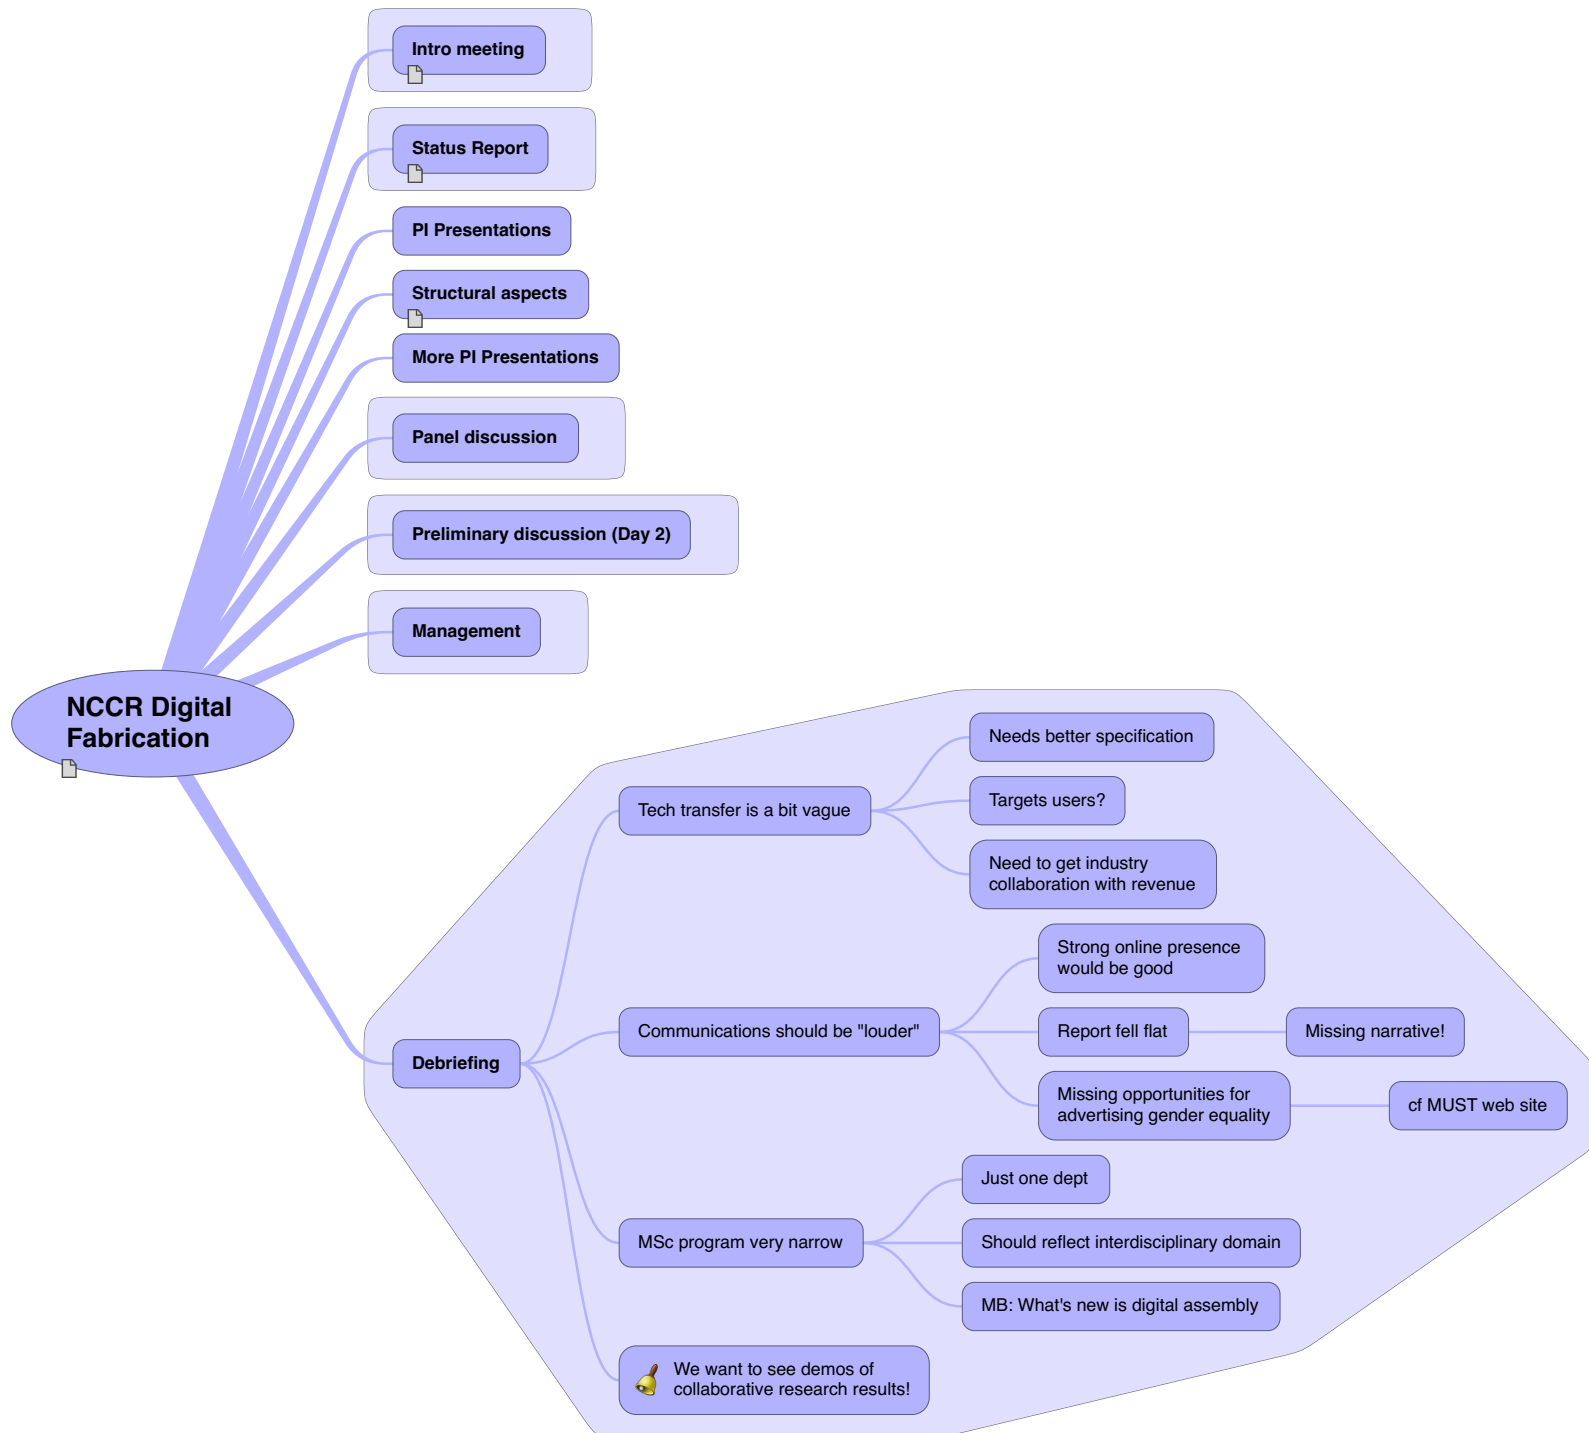 Intro meeting
Status Report
PI Presentations
Structural aspects
More PI Presentations
Panel discussion
Preliminary discussion (Day 2)
Management
NCCR Digital
Fabrication
Debriefing
Tech transfer is a bit vague
Needs better specification
Targets users?
Need to get industry
collaboration with revenue
Communications should be "louder"
Strong online presence
would be good
Report fell flat
Missing narrative!
Missing opportunities for
advertising gender equality
cf MUST web site
MSc program very narrow
Just one dept
Should reflect interdisciplinary domain
MB: What's new is digital assembly
We want to see demos of
collaborative research results!